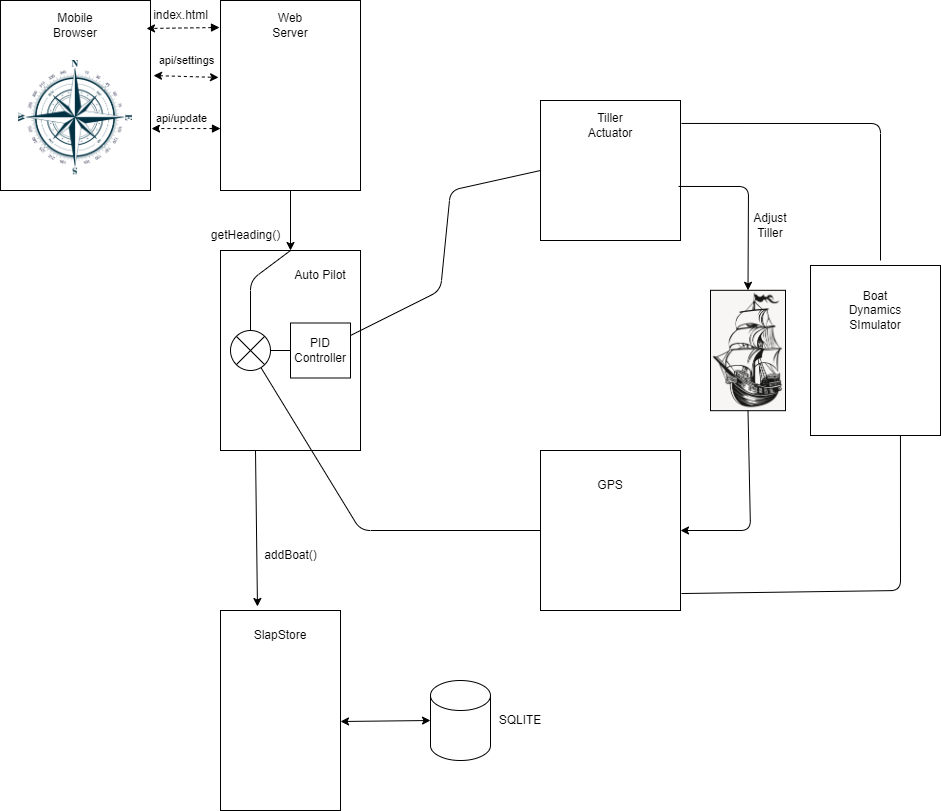 Mobile
Browser
index.html
Web
Server
api/settings
N
W
E
S
api/update
Tiller
Actuator
getHeading()
Adjust
Tiller
Auto Pilot
Boat
Dynamics
SImulator
PID
Controller
GPS
addBoat()
SlapStore
SQLITE